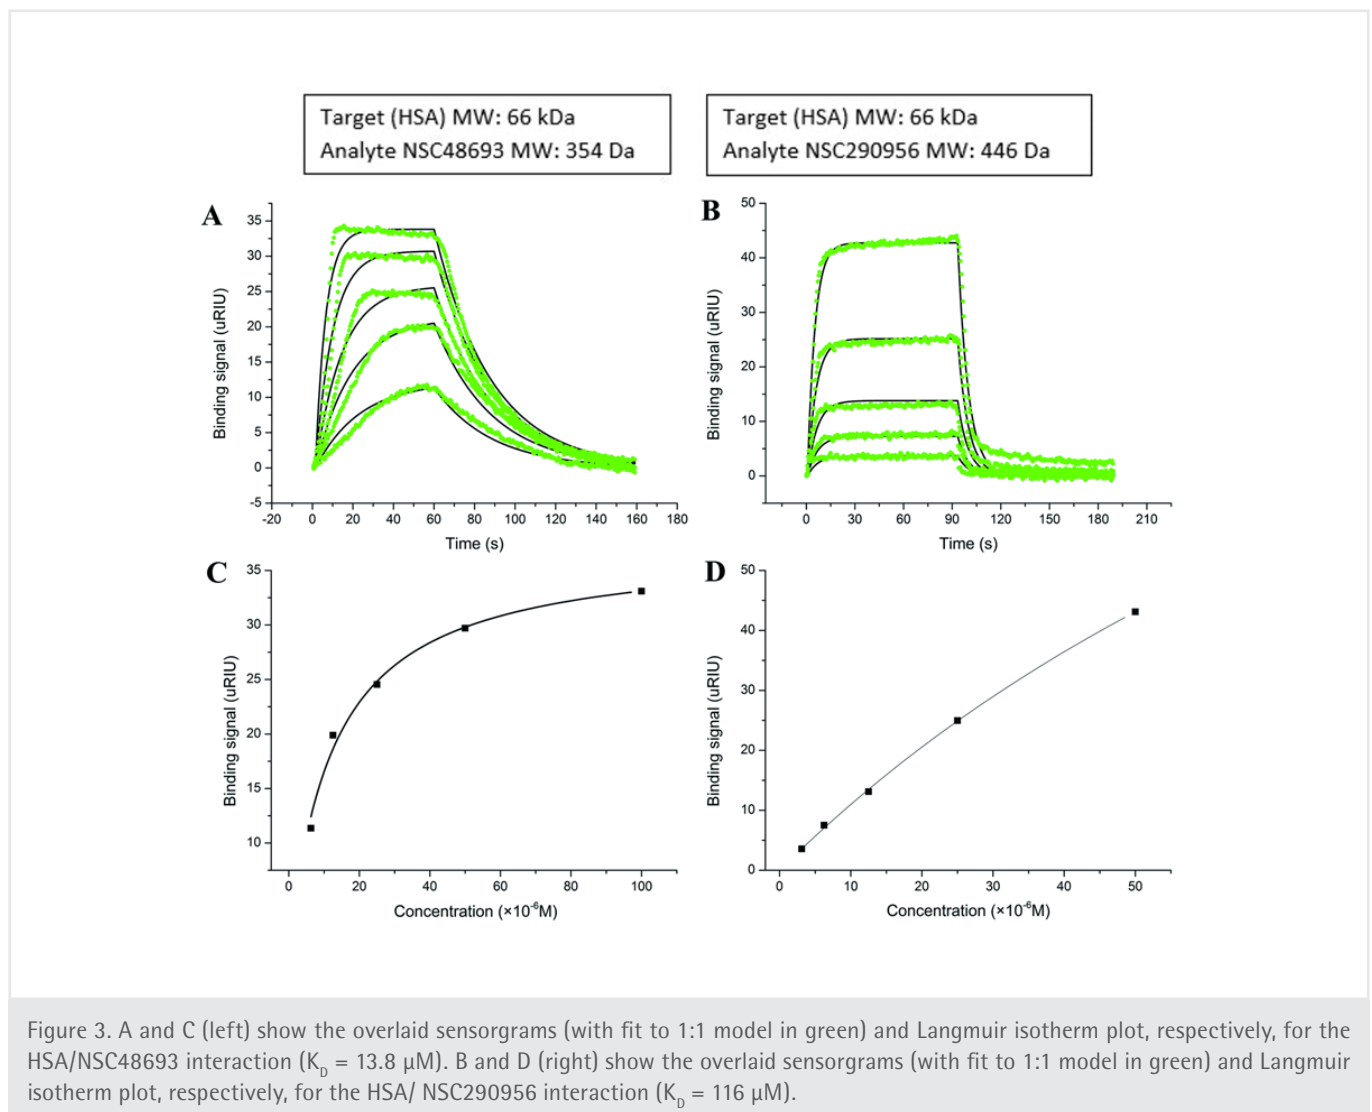 Target (HSA) MW: 66 kDa
Analyte NSC48693 MW: 354 Da
Target (HSA) MW: 66 kDa
Analyte NSC290956 MW: 446 Da
A
35
30
25
20
15
10
5
0
-5
Binding signal (uRIU)
-20 0 20 40 60 80 100 120 140 160 180
Time (s)
B
50
40
30
20
10
0
Binding signal (uRIU)
0 30 60 90 120 150 180 210
Time (s)
C
35
30
25
20
15
10
Binding signal (uRIU)
0 20 40 60 80 100
Concentration (×10⁻⁶M)
D
50
40
30
20
10
0
Binding signal (uRIU)
0 10 20 30 40 50
Concentration (×10⁻⁶M)
Figure 3. A and C (left) show the overlaid sensorgrams (with fit to 1:1 model in green) and Langmuir isotherm plot, respectively, for the
HSA/NSC48693 interaction (K_D = 13.8 µM). B and D (right) show the overlaid sensorgrams (with fit to 1:1 model in green) and Langmuir
isotherm plot, respectively, for the HSA/ NSC290956 interaction (K_D = 116 µM).